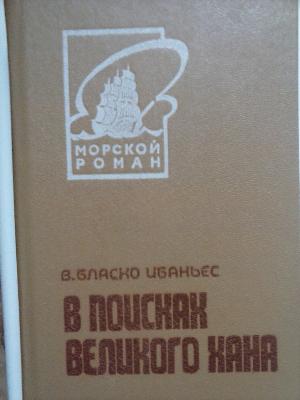 МОРСКОЙ
РОМАН
В. БЛАСКО ИБАНЬЕС
В ПОИСКАХ
ВЕЛИКОГО ХАНА